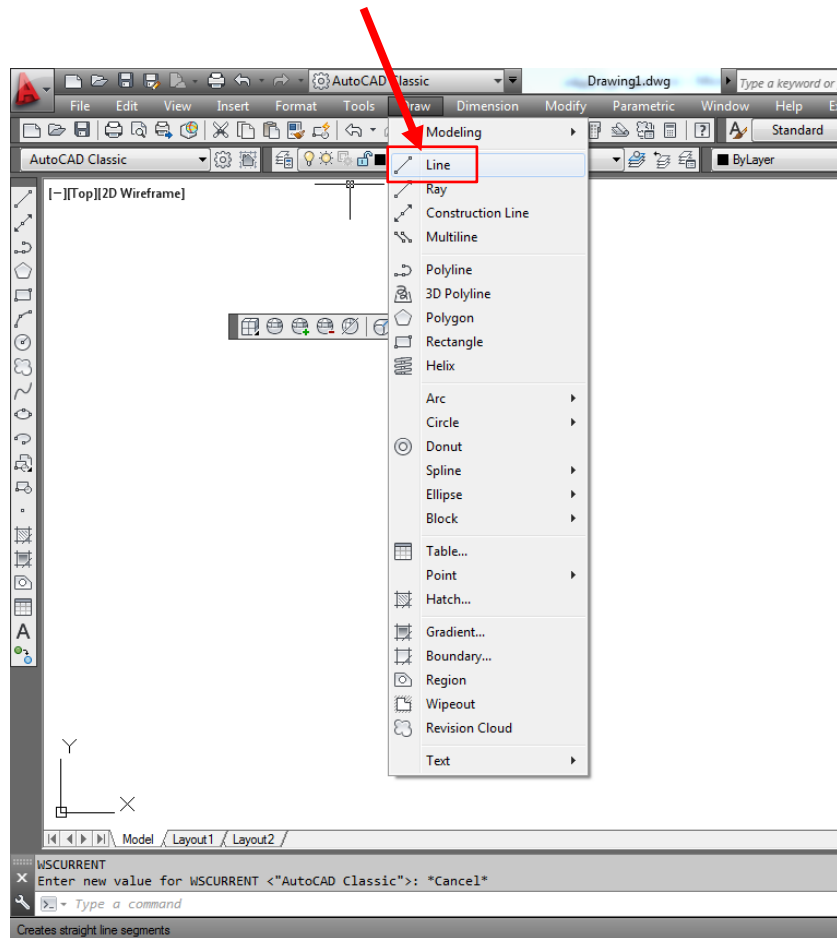 AutoCAD Classic Drawing1.dwg Type a keyword or
File Edit View Insert Format Tools Draw Dimension Modify Parametric Window Help
Modeling Standard
AutoCAD Classic ByLayer
Line
[−][Top][2D Wireframe]
Ray
Construction Line
Multiline
Polyline
3D Polyline
Polygon
Rectangle
Helix
Arc
Circle
Donut
Spline
Ellipse
Block
Table...
Point
Hatch...
A
Gradient...
Boundary...
Region
Wipeout
Revision Cloud
Y
Text
X
Model Layout1 Layout2
WSCURRENT
Enter new value for WSCURRENT <"AutoCAD Classic">: *Cancel*
Type a command
Creates straight line segments